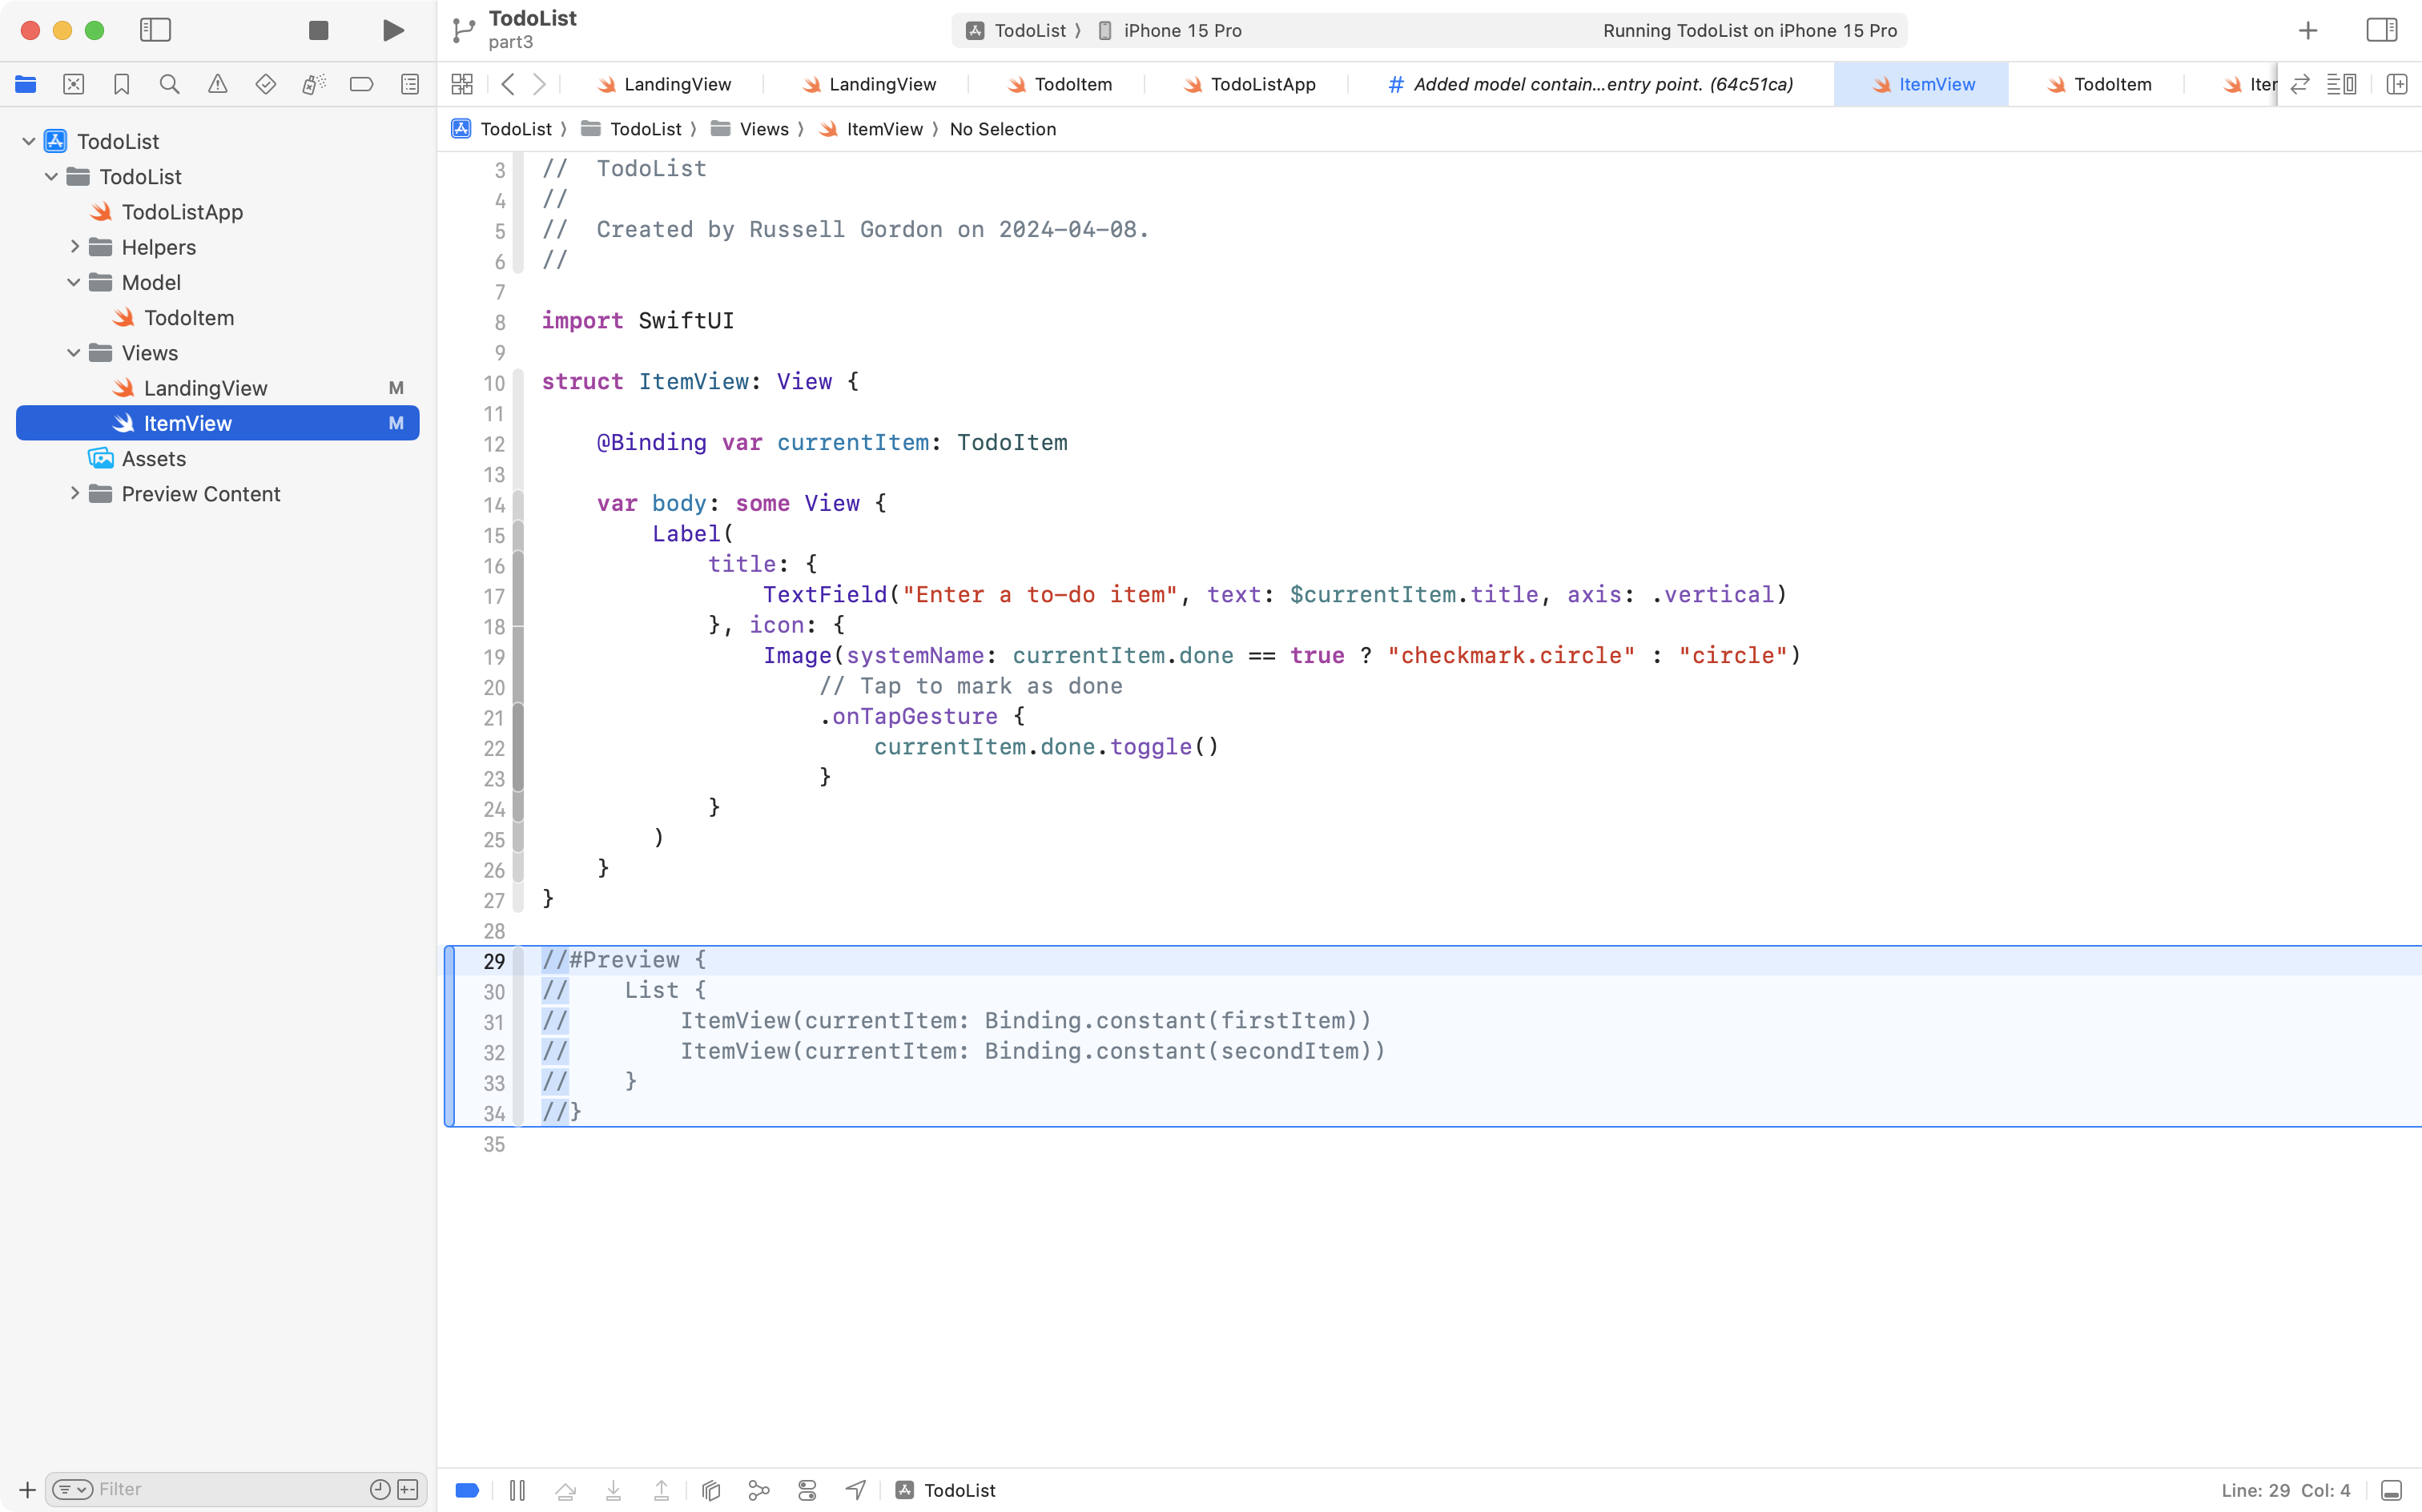 TodoList
part3
TodoList ⟩ iPhone 15 Pro
Running TodoList on iPhone 15 Pro
LandingView
LandingView
TodoItem
TodoListApp
# Added model contain...entry point. (64c51ca)
ItemView
TodoItem
TodoList ⟩ TodoList ⟩ Views ⟩ ItemView ⟩ No Selection
TodoList
TodoList
TodoListApp
Helpers
Model
TodoItem
Views
LandingView M
ItemView M
Assets
Preview Content
Filter
3 //  TodoList
4 //
5 //  Created by Russell Gordon on 2024-04-08.
6 //
7
8 import SwiftUI
9
10 struct ItemView: View {
11
12     @Binding var currentItem: TodoItem
13
14     var body: some View {
15         Label(
16             title: {
17                 TextField("Enter a to-do item", text: $currentItem.title, axis: .vertical)
18             }, icon: {
19                 Image(systemName: currentItem.done == true ? "checkmark.circle" : "circle")
20                     // Tap to mark as done
21                     .onTapGesture {
22                         currentItem.done.toggle()
23                     }
24             }
25         )
26     }
27 }
28
29 //#Preview {
30 //    List {
31 //        ItemView(currentItem: Binding.constant(firstItem))
32 //        ItemView(currentItem: Binding.constant(secondItem))
33 //    }
34 //}
35
TodoList
Line: 29 Col: 4